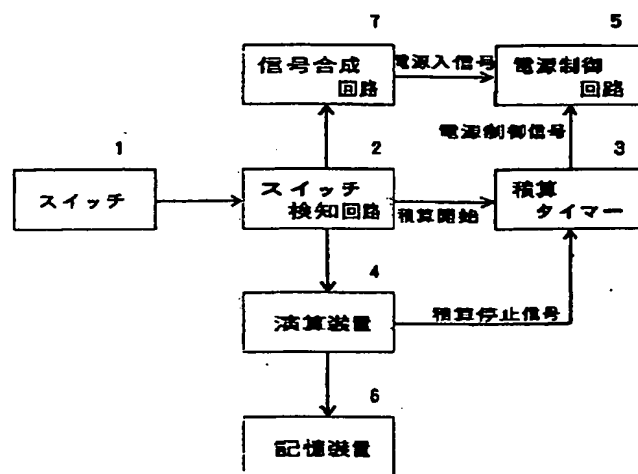 7
5
信号合成
回路
電源入信号
電源制御
回路
電源制御信号
1
2
3
スイッチ
スイッチ
検知回路
積算開始
積算
タイマー
4
演算装置
積算停止信号
6
記憶装置